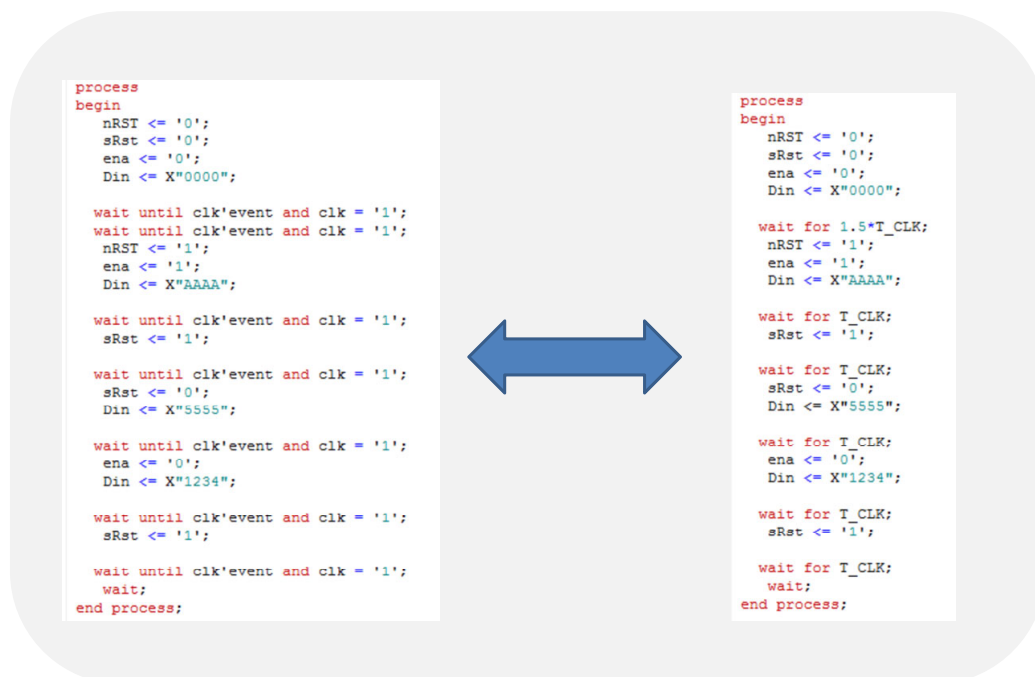 process
begin
nRST <= '0';
sRst <= '0';
ena <= '0';
Din <= X"0000";
wait until clk'event and clk = '1';
wait until clk'event and clk = '1';
nRST <= '1';
ena <= '1';
Din <= X"AAAA";
wait until clk'event and clk = '1';
sRst <= '1';
wait until clk'event and clk = '1';
sRst <= '0';
Din <= X"5555";
wait until clk'event and clk = '1';
ena <= '0';
Din <= X"1234";
wait until clk'event and clk = '1';
sRst <= '1';
wait until clk'event and clk = '1';
wait;
end process;
process
begin
nRST <= '0';
sRst <= '0';
ena <= '0';
Din <= X"0000";
wait for 1.5*T_CLK;
nRST <= '1';
ena <= '1';
Din <= X"AAAA";
wait for T_CLK;
sRst <= '1';
wait for T_CLK;
sRst <= '0';
Din <= X"5555";
wait for T_CLK;
ena <= '0';
Din <= X"1234";
wait for T_CLK;
sRst <= '1';
wait for T_CLK;
wait;
end process;